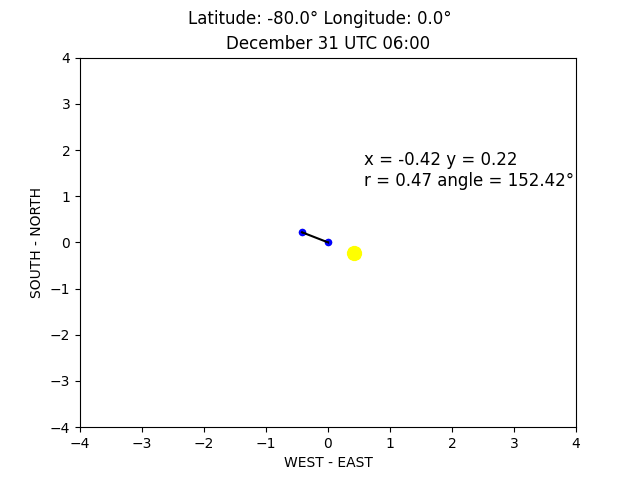 Latitude: -80.0° Longitude: 0.0°
December 31 UTC 06:00
4
3
2
1
0
−1
−2
−3
−4
SOUTH - NORTH
x = -0.42 y = 0.22
r = 0.47 angle = 152.42°
−4 −3 −2 −1 0 1 2 3 4
WEST - EAST